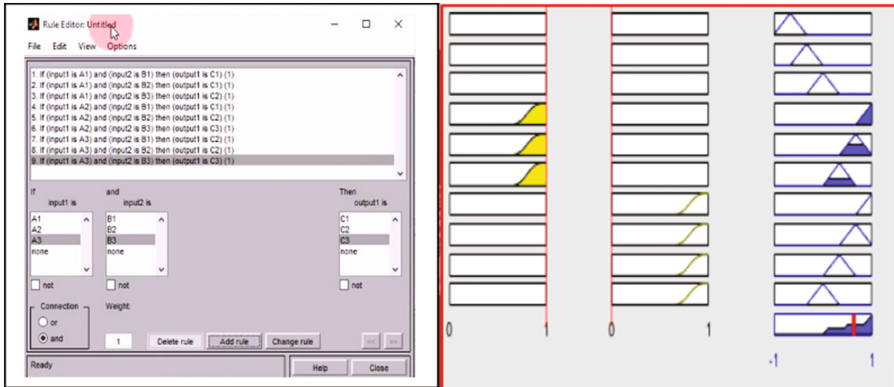 Rule Editor: Untitled
File Edit View Options
1. If (input1 is A1) and (input2 is B1) then (output1 is C1) (1)
2. If (input1 is A1) and (input2 is B2) then (output1 is C1) (1)
3. If (input1 is A1) and (input2 is B3) then (output1 is C2) (1)
4. If (input1 is A2) and (input2 is B1) then (output1 is C1) (1)
5. If (input1 is A2) and (input2 is B2) then (output1 is C2) (1)
6. If (input1 is A2) and (input2 is B3) then (output1 is C3) (1)
7. If (input1 is A3) and (input2 is B1) then (output1 is C2) (1)
8. If (input1 is A3) and (input2 is B2) then (output1 is C2) (1)
9. If (input1 is A3) and (input2 is B3) then (output1 is C3) (1)
If and Then
input1 is input2 is output1 is
A1 B1 C1
A2 B2 C2
A3 B3 C3
none none none
not not not
Connection Weight:
or
and 1 Delete rule Add rule Change rule << >>
Ready Help Close
0 1 0 1
-1 1